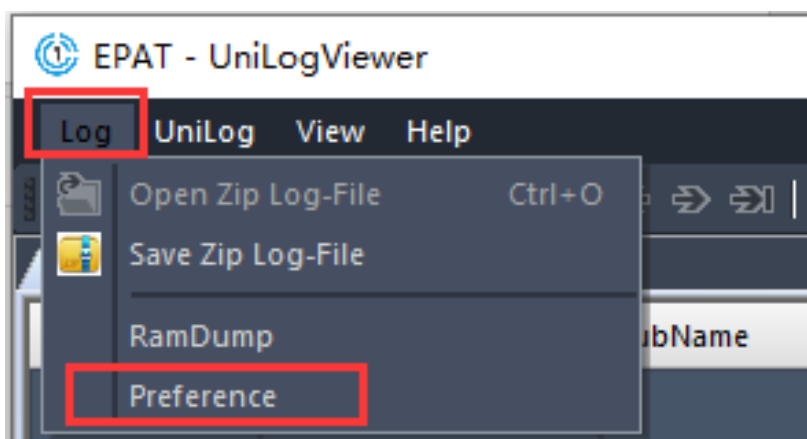 EPAT - UniLogViewer
Log UniLog View Help
Open Zip Log-File Ctrl+O
Save Zip Log-File
RamDump
ubName
Preference